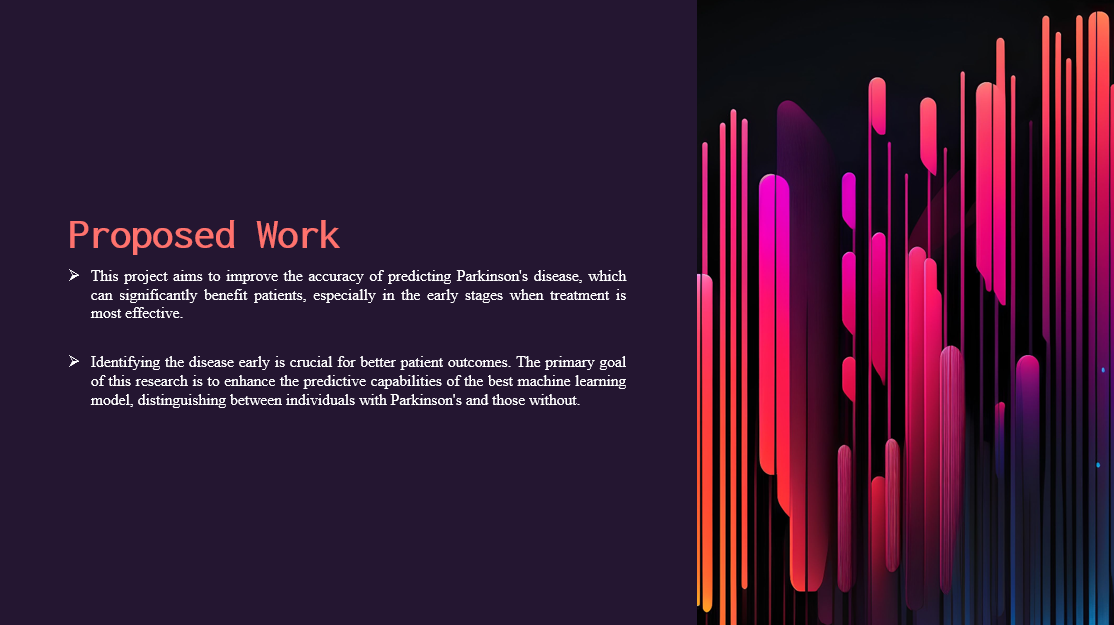 Proposed Work
➢ This project aims to improve the accuracy of predicting Parkinson's disease, which
can significantly benefit patients, especially in the early stages when treatment is
most effective.
➢ Identifying the disease early is crucial for better patient outcomes. The primary goal
of this research is to enhance the predictive capabilities of the best machine learning
model, distinguishing between individuals with Parkinson's and those without.